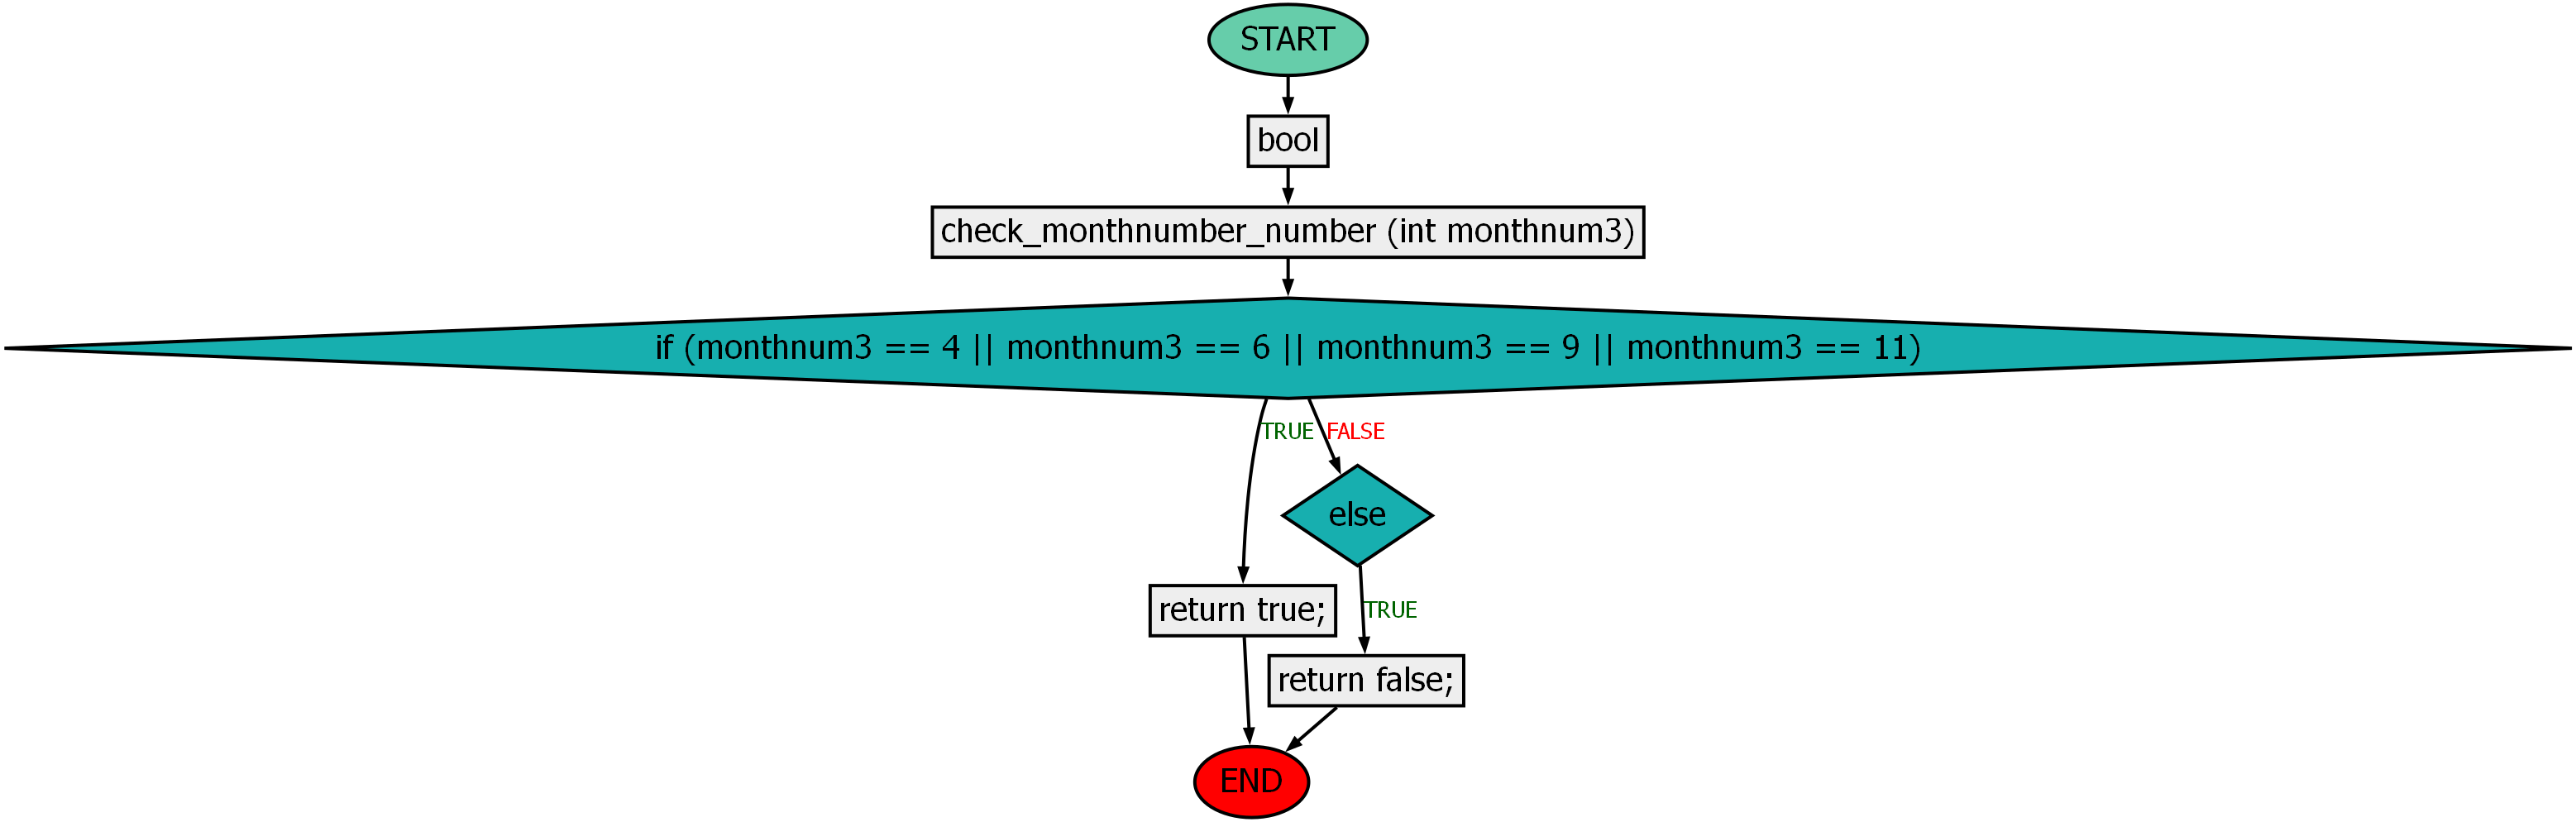 START
bool
check_monthnumber_number (int monthnum3)
if (monthnum3 == 4 || monthnum3 == 6 || monthnum3 == 9 || monthnum3 == 11)
TRUE
FALSE
else
return true;
TRUE
return false;
END